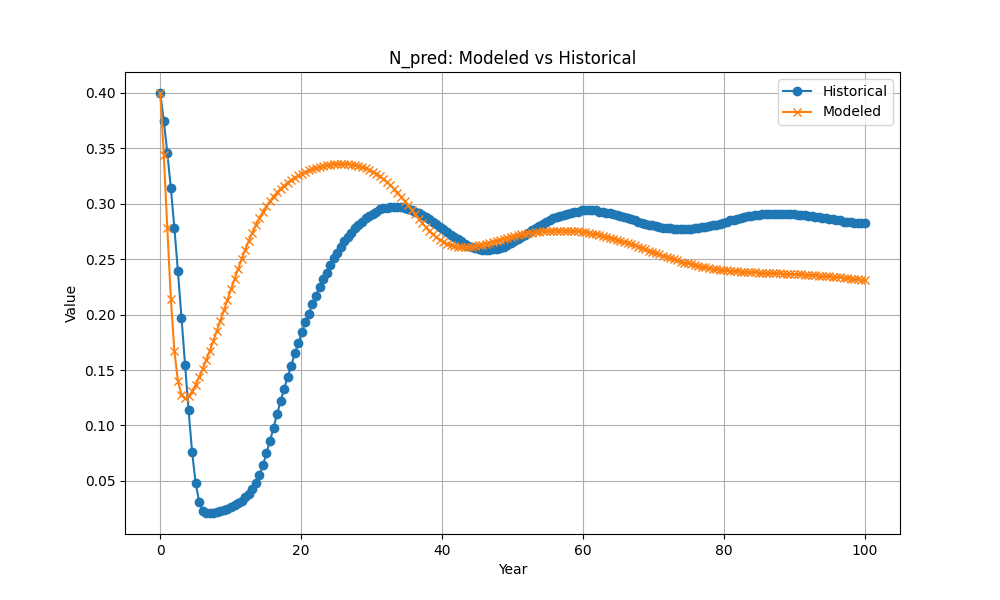 N_pred: Modeled vs Historical
Historical
Modeled
0.40
0.35
0.30
0.25
0.20
0.15
0.10
0.05
Value
0 20 40 60 80 100
Year